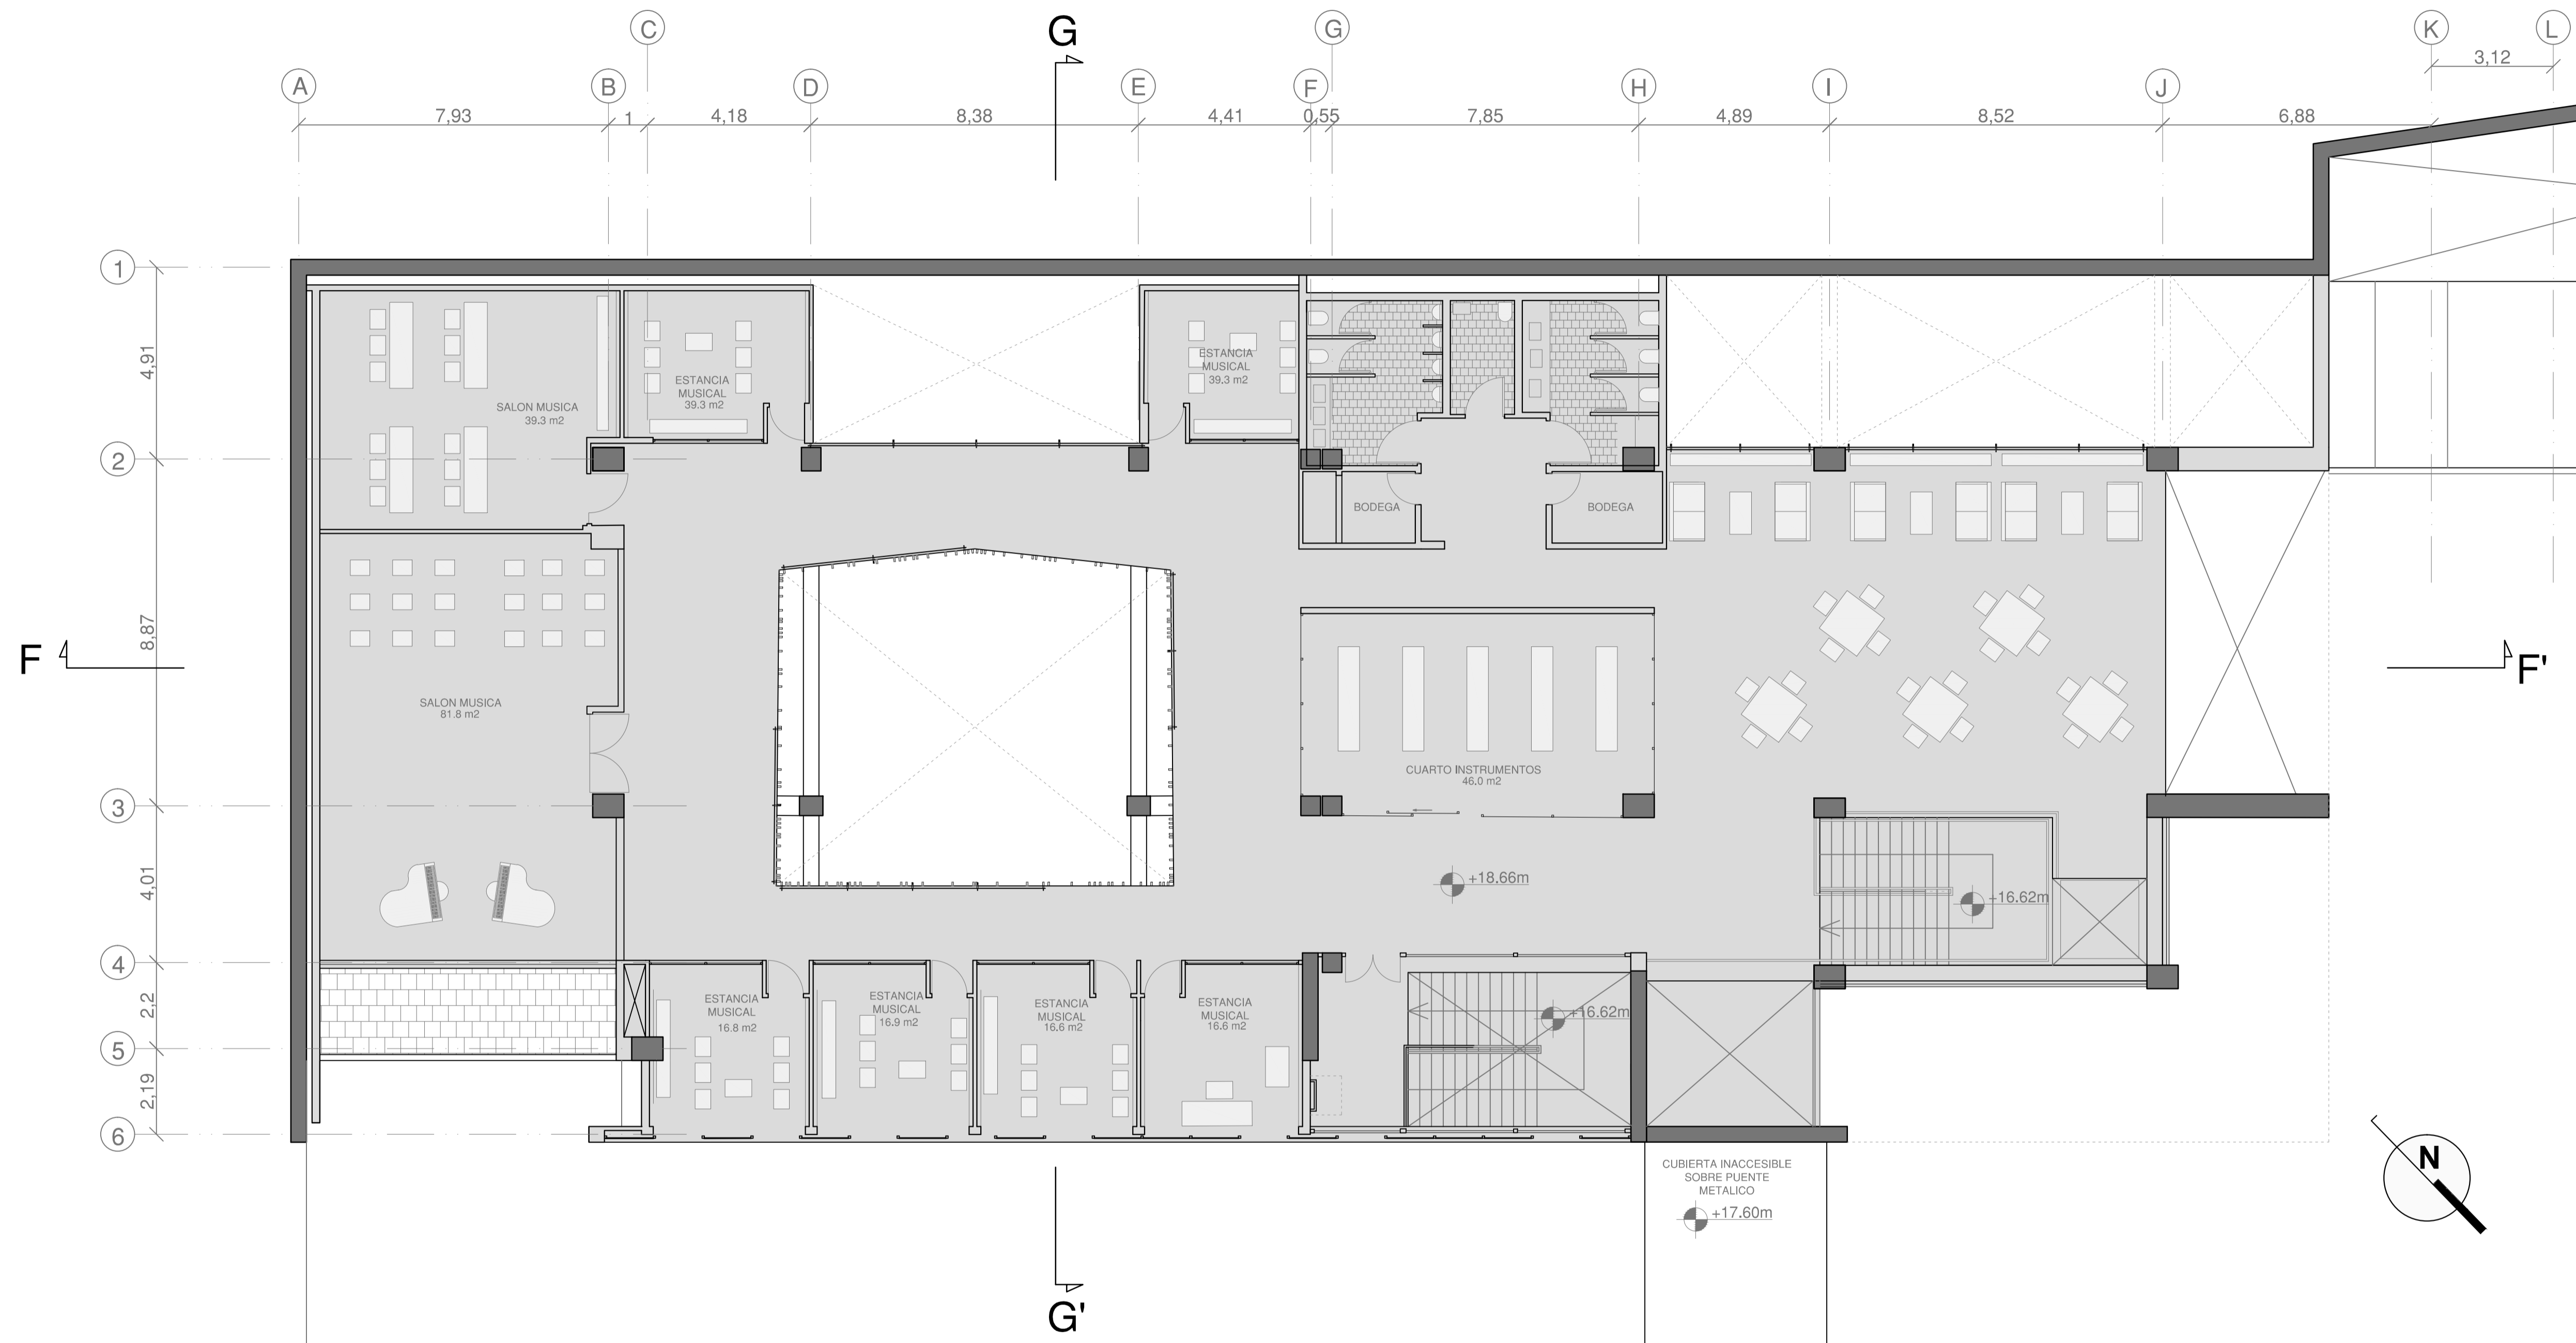 G
C
G
K
L
3,12
A
B
D
E
F
H
I
J
7,93
1
4,18
8,38
4,41
0,55
7,85
4,89
8,52
6,88
1
4,91
2
8,87
3
4,01
4
2,2
5
2,19
6
F
F'
SALON MUSICA
39.3 m2
ESTANCIA
MUSICAL
39.3 m2
ESTANCIA
MUSICAL
39.3 m2
BODEGA
BODEGA
SALON MUSICA
81.8 m2
CUARTO INSTRUMENTOS
46.0 m2
+18.66m
+16.62m
ESTANCIA
MUSICAL
16.8 m2
ESTANCIA
MUSICAL
16.9 m2
ESTANCIA
MUSICAL
16.6 m2
ESTANCIA
MUSICAL
16.6 m2
+16.62m
CUBIERTA INACCESIBLE
SOBRE PUENTE
METALICO
+17.60m
N
G'